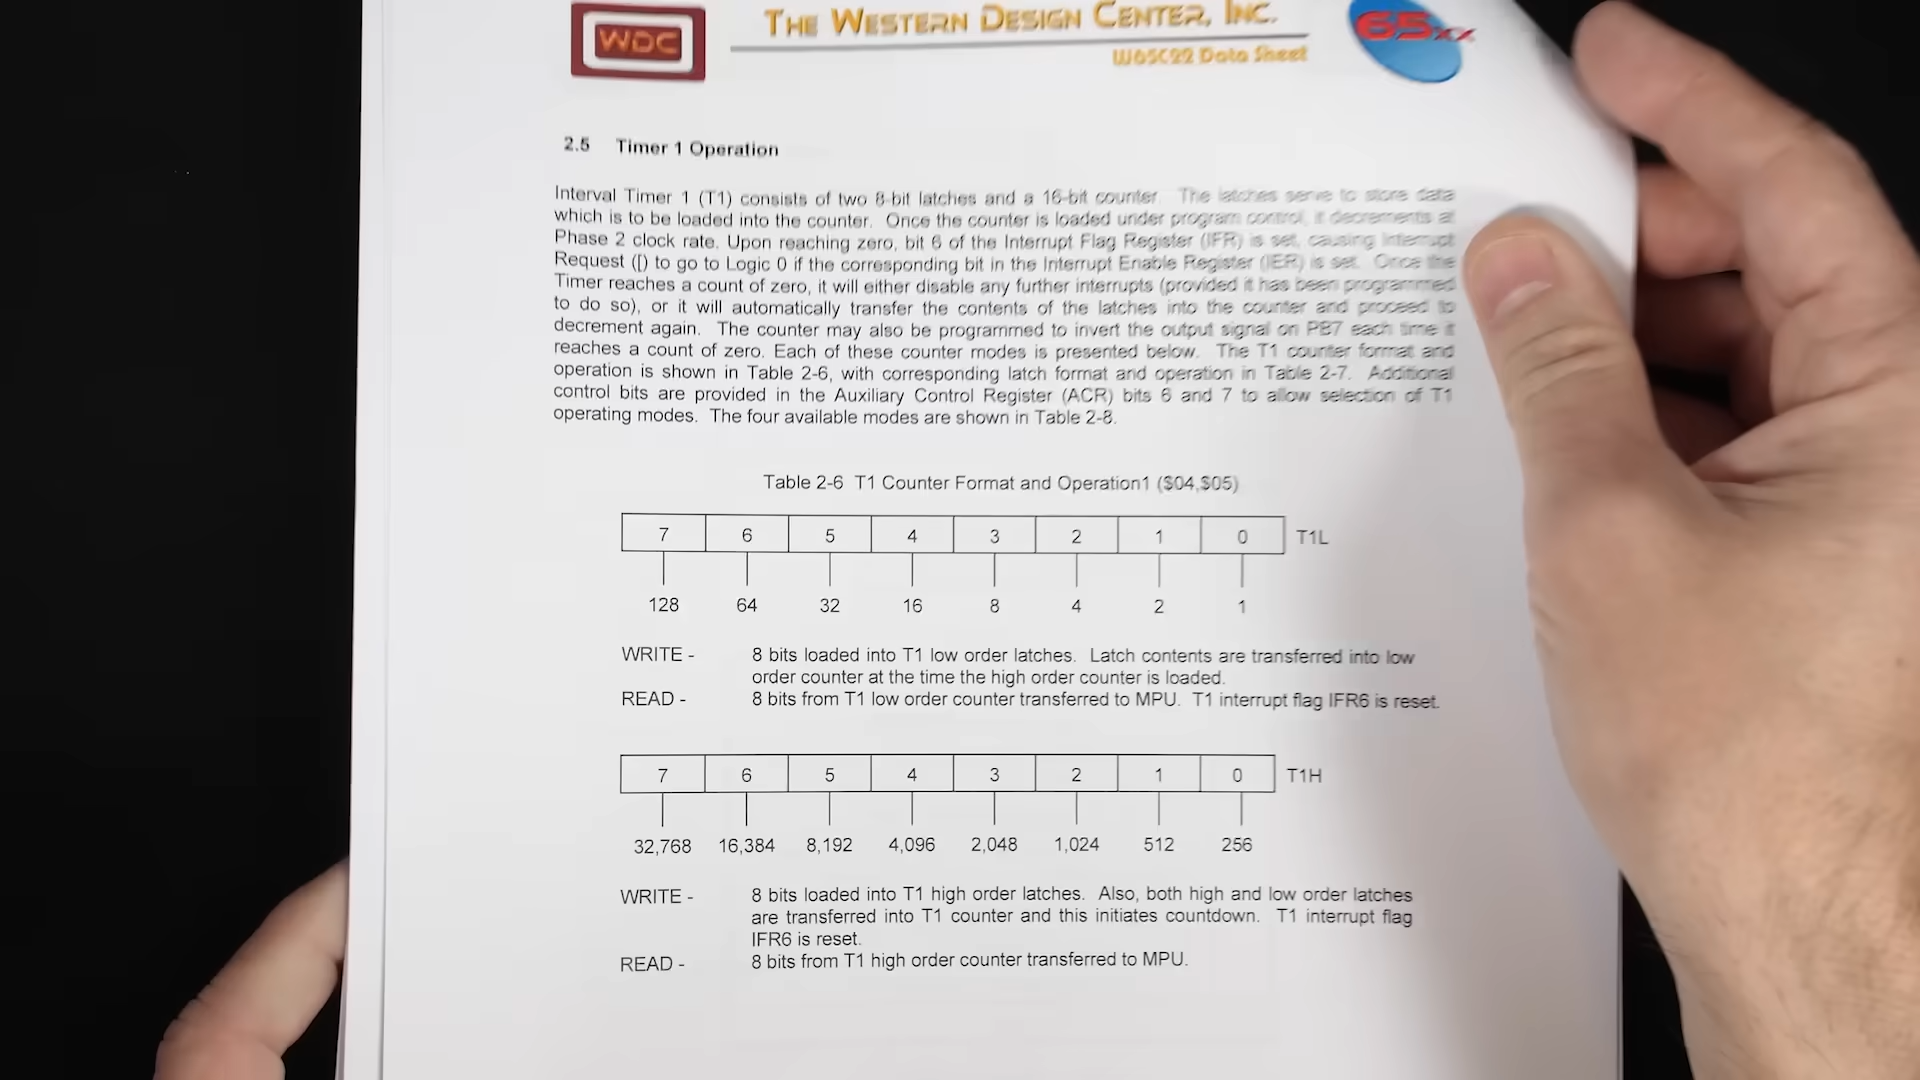 WDC
THE WESTERN DESIGN CENTER, INC.
W65C22 Data Sheet
65xx
2.5 Timer 1 Operation
Interval Timer 1 (T1) consists of two 8-bit latches and a 16-bit counter. The latches serve to store data
which is to be loaded into the counter. Once the counter is loaded under program control, it decrements at
Phase 2 clock rate. Upon reaching zero, bit 6 of the Interrupt Flag Register (IFR) is set, causing Interrupt
Request ([) to go to Logic 0 if the corresponding bit in the Interrupt Enable Register (IER) is set. Once the
Timer reaches a count of zero, it will either disable any further interrupts (provided it has been programmed
to do so), or it will automatically transfer the contents of the latches into the counter and proceed to
decrement again. The counter may also be programmed to invert the output signal on PB7 each time it
reaches a count of zero. Each of these counter modes is presented below. The T1 counter format and
operation is shown in Table 2-6, with corresponding latch format and operation in Table 2-7. Additional
control bits are provided in the Auxiliary Control Register (ACR) bits 6 and 7 to allow selection of T1
operating modes. The four available modes are shown in Table 2-8.
Table 2-6 T1 Counter Format and Operation1 ($04,$05)
7 6 5 4 3 2 1 0 T1L
128 64 32 16 8 4 2 1
WRITE - 8 bits loaded into T1 low order latches. Latch contents are transferred into low
order counter at the time the high order counter is loaded.
READ - 8 bits from T1 low order counter transferred to MPU. T1 interrupt flag IFR6 is reset.
7 6 5 4 3 2 1 0 T1H
32,768 16,384 8,192 4,096 2,048 1,024 512 256
WRITE - 8 bits loaded into T1 high order latches. Also, both high and low order latches
are transferred into T1 counter and this initiates countdown. T1 interrupt flag
IFR6 is reset.
READ - 8 bits from T1 high order counter transferred to MPU.